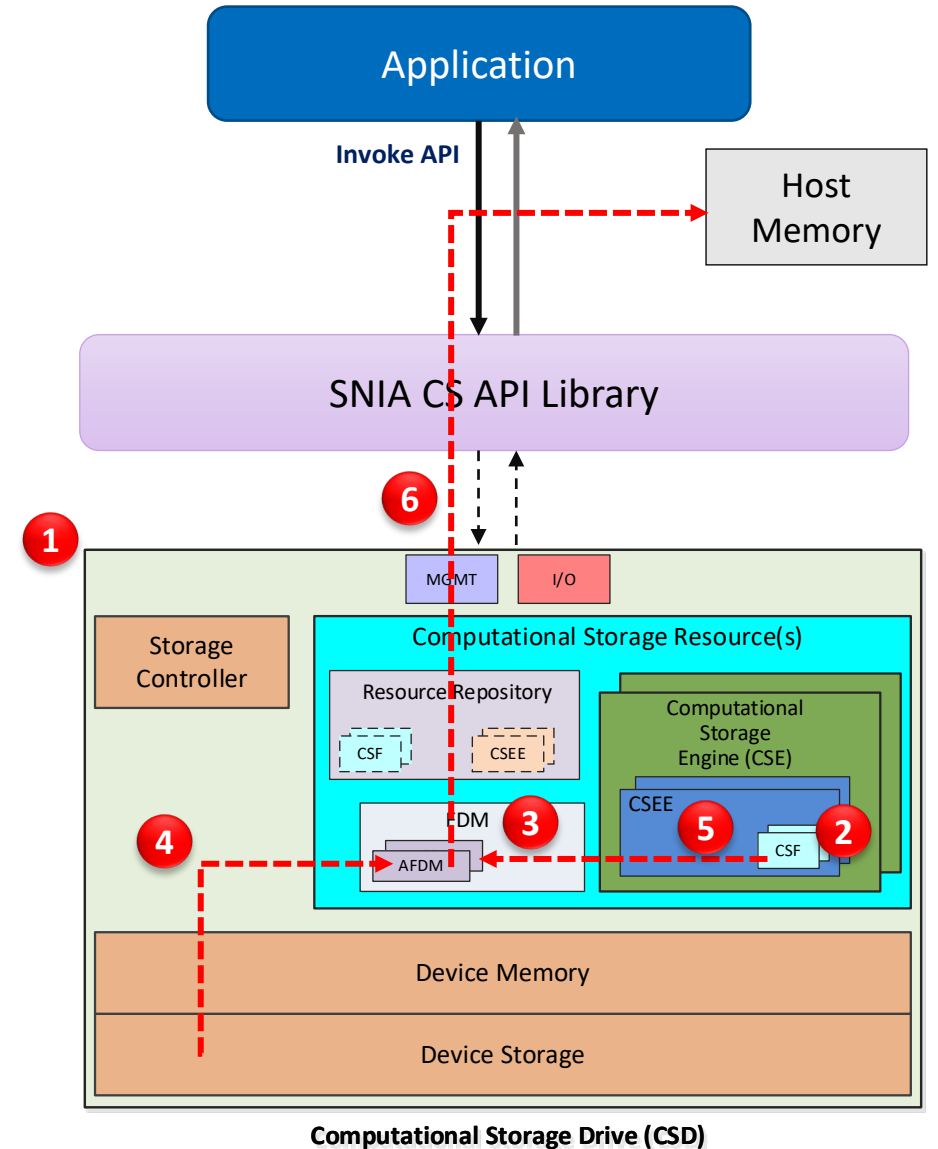 Application
Invoke API
Host
Memory
SNIA CS API Library
6
1
MGMT
I/O
Storage
Controller
Computational Storage Resource(s)
Resource Repository
CSF
CSEE
Computational
Storage
Engine (CSE)
CSEE
FDM
3
5
2
4
AFDM
CSF
Device Memory
Device Storage
Computational Storage Drive (CSD)